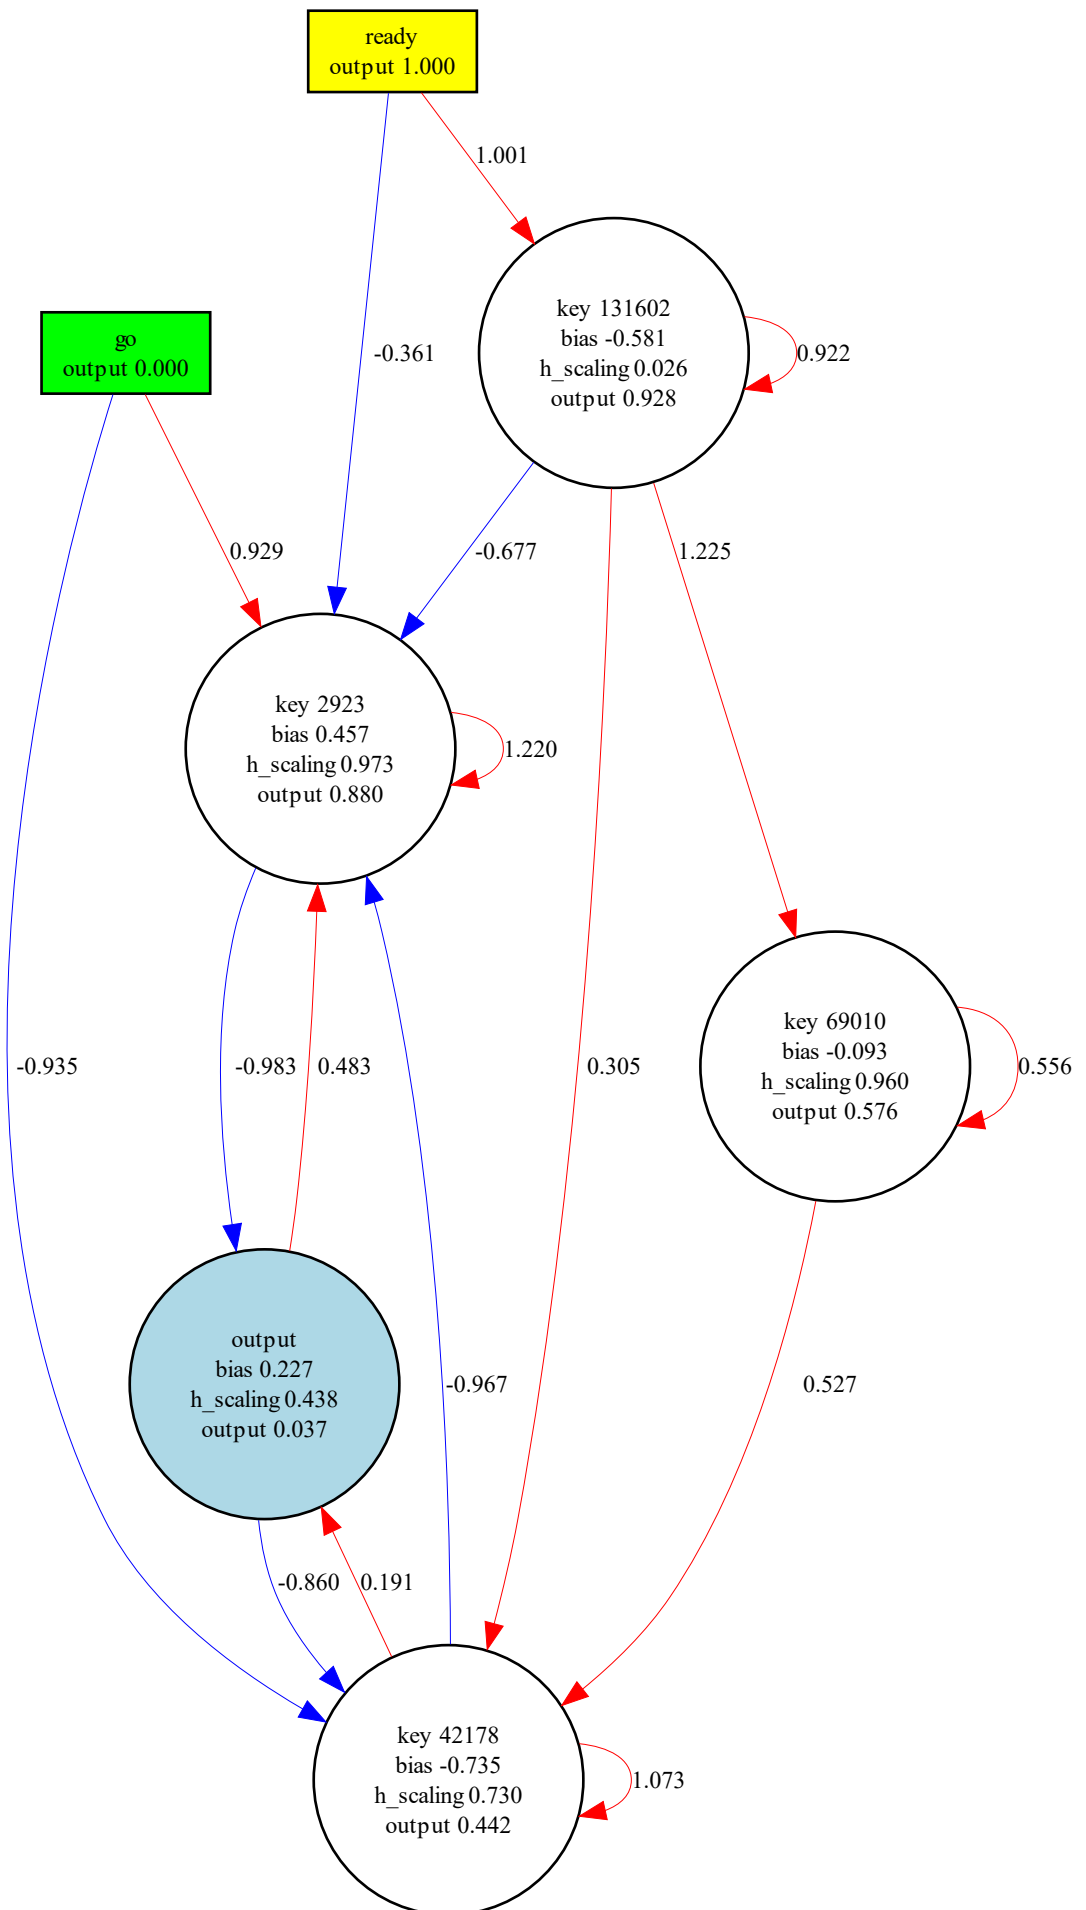 ready
output 1.000
1.001
key 131602
bias -0.581
h_scaling 0.026
output 0.928
0.922
go
output 0.000
-0.361
0.929
-0.677
1.225
key 2923
bias 0.457
h_scaling 0.973
output 0.880
1.220
key 69010
bias -0.093
h_scaling 0.960
output 0.576
0.556
-0.935
-0.983
0.483
0.305
output
bias 0.227
h_scaling 0.438
output 0.037
-0.967
0.527
-0.860
0.191
key 42178
bias -0.735
h_scaling 0.730
output 0.442
1.073